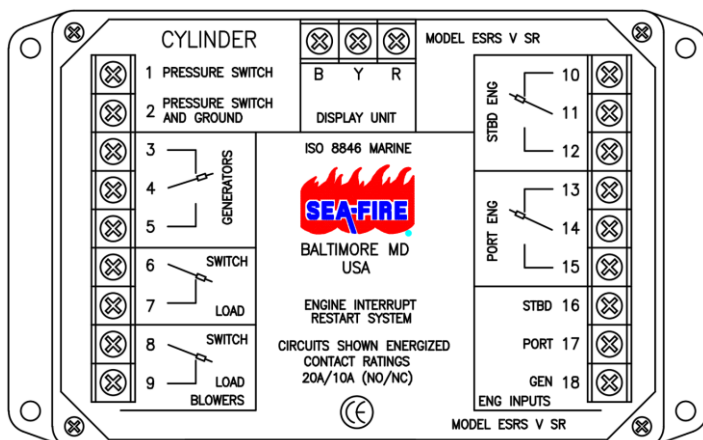 CYLINDER
MODEL ESRS V SR
1 PRESSURE SWITCH
2 PRESSURE SWITCH
AND GROUND
B Y R
DISPLAY UNIT
3
4
5
GENERATORS
6 SWITCH
7 LOAD
8 SWITCH
9 LOAD
BLOWERS
ISO 8846 MARINE
SEA-FIRE
BALTIMORE MD
USA
ENGINE INTERRUPT
RESTART SYSTEM
CIRCUITS SHOWN ENERGIZED
CONTACT RATINGS
20A/10A (NO/NC)
CE
STBD ENG
10
11
12
PORT ENG
13
14
15
STBD 16
PORT 17
GEN 18
ENG INPUTS
MODEL ESRS V SR